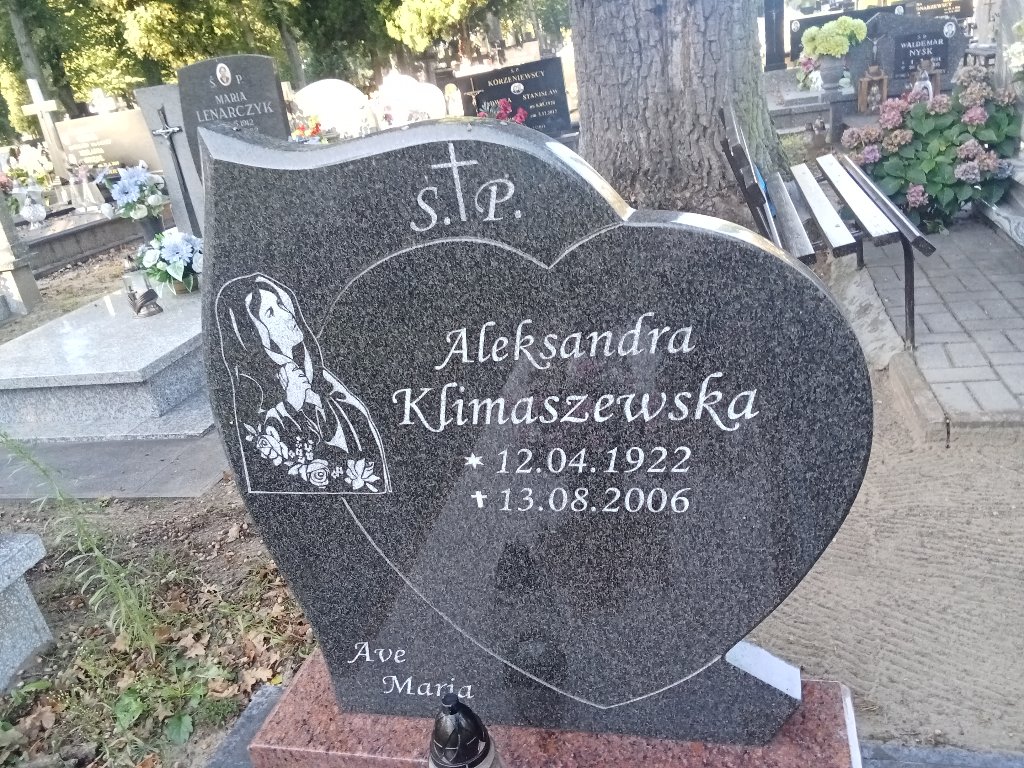 Ś. P.
Aleksandra
Klimaszewska
* 12.04.1922
✝ 13.08.2006
Ave
Maria
Ś P
MARIA
LENARCZYK
Ś P
KORZENIEWSCY
STANISŁAW
Ś P
WALDEMAR
NYSK